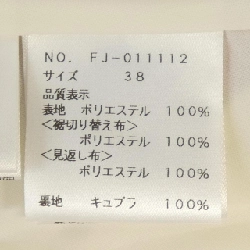 NO. FJ-011112
サイズ 38
品質表示
表地 ポリエステル 100%
<裾切り替え布>
ポリエステル 100%
<見返し布>
ポリエステル 100%
裏地 キュプラ 100%